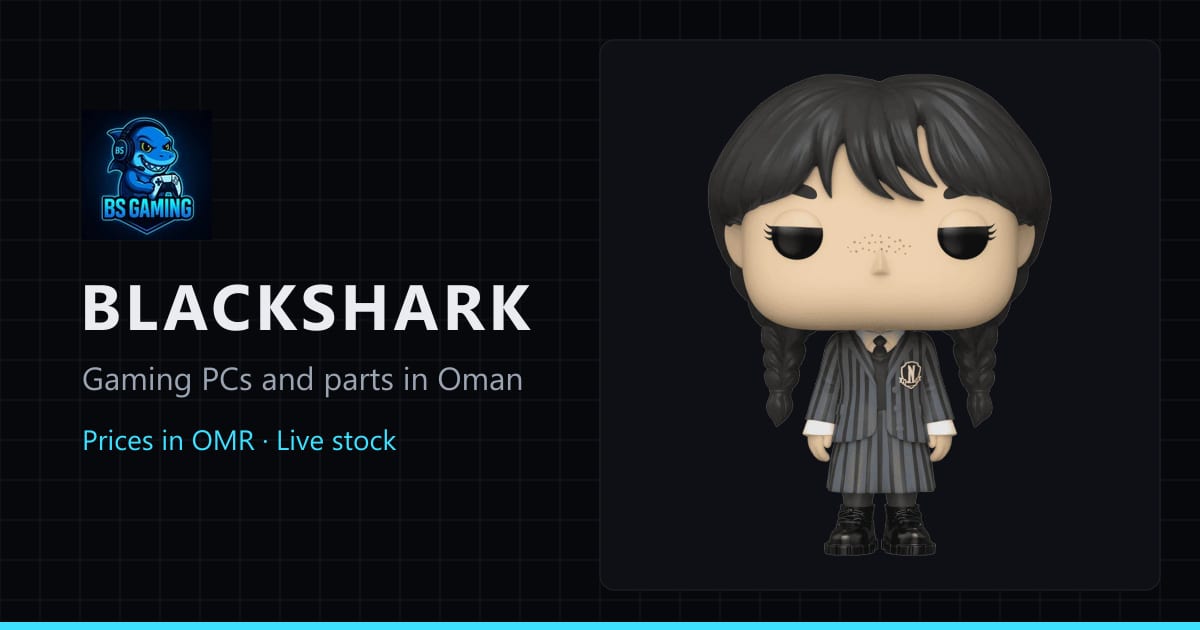 BS
BS GAMING
BLACKSHARK
Gaming PCs and parts in Oman
Prices in OMR · Live stock
N